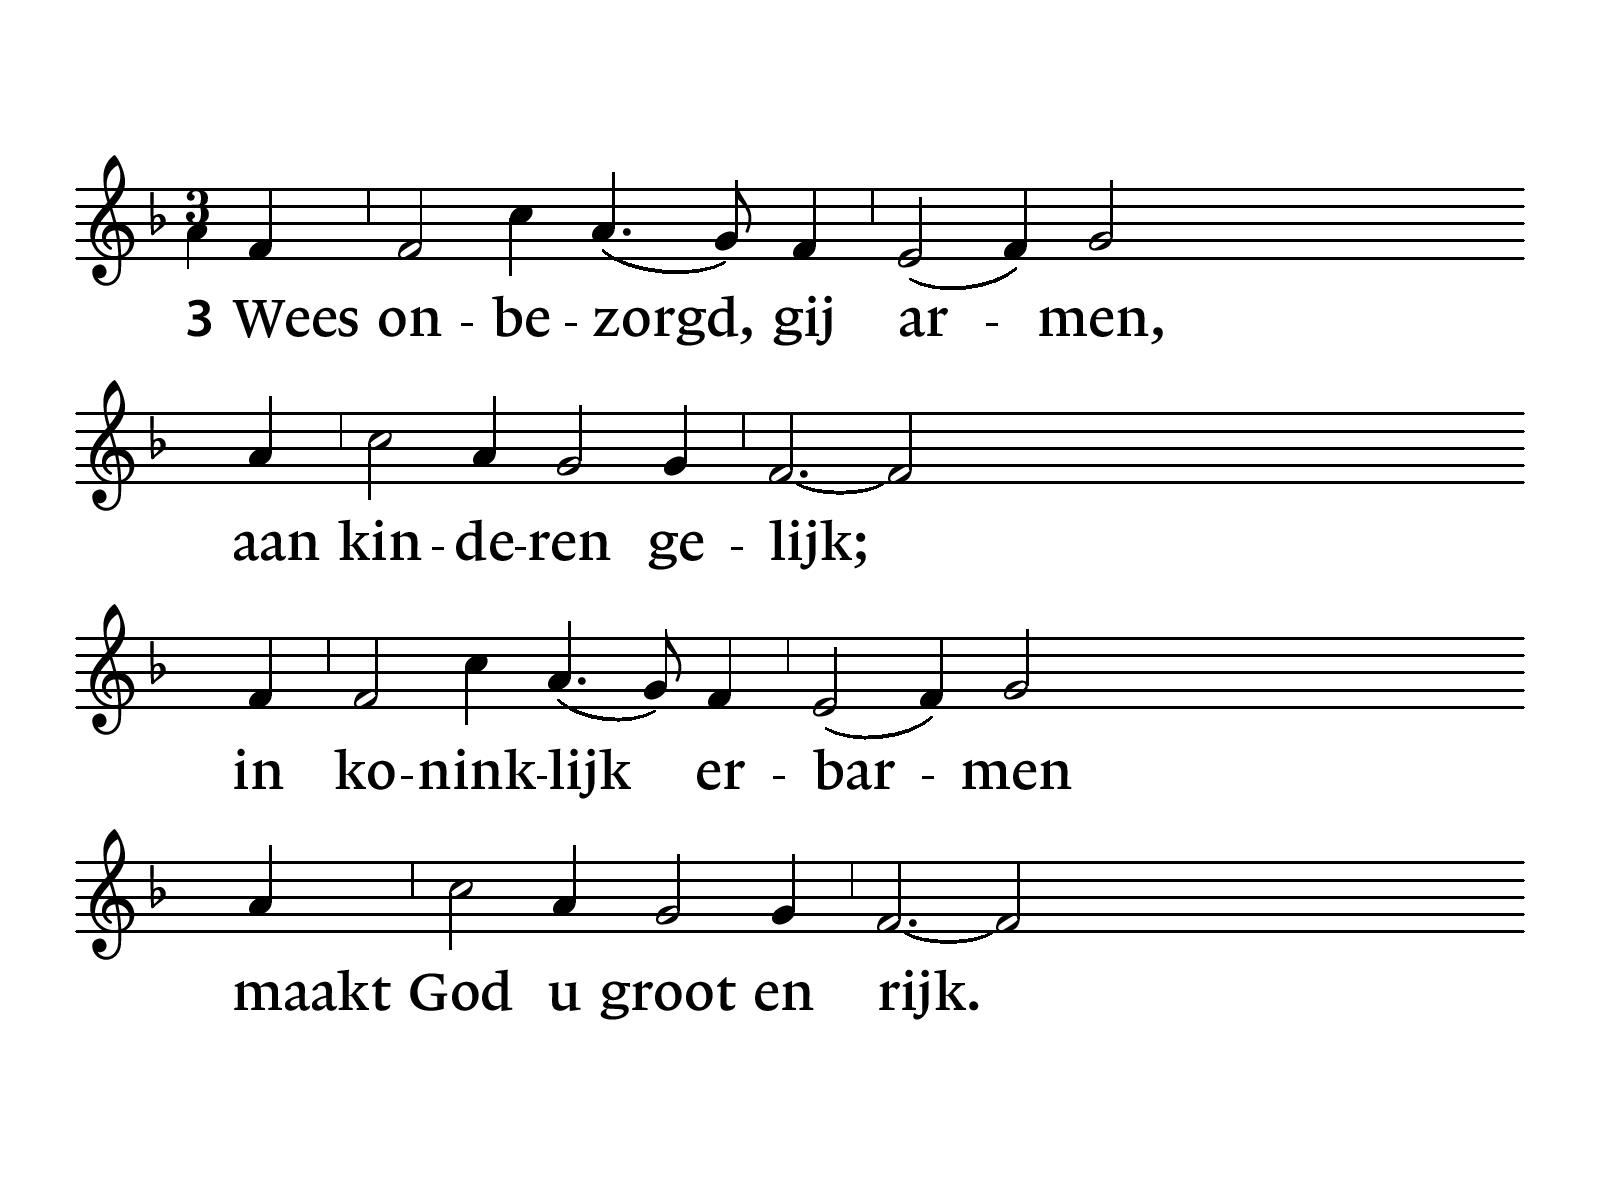 3 Wees on - be - zorgd, gij ar - men,
aan kin - de-ren ge - lijk;
in ko-nink-lijk er - bar - men
maakt God u groot en rijk.